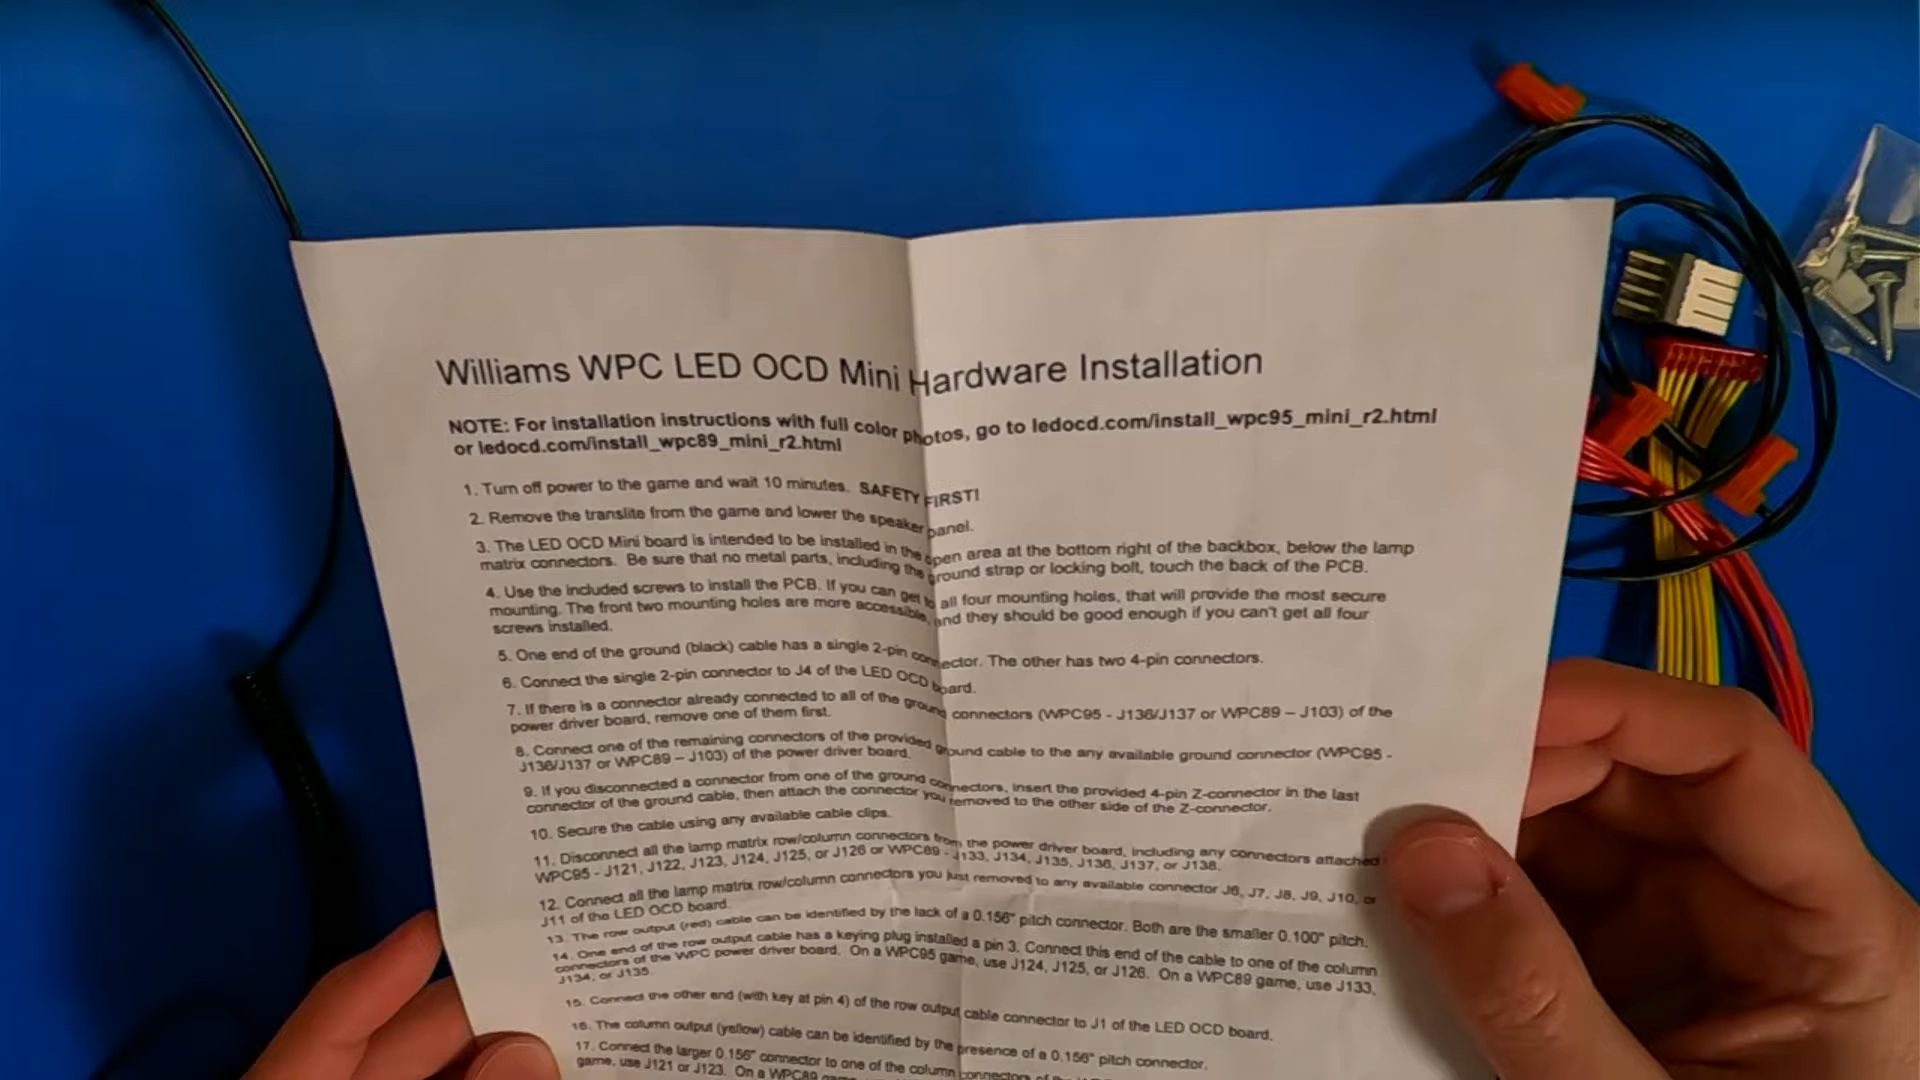 Williams WPC LED OCD Mini Hardware Installation
NOTE: For installation instructions with full color photos, go to ledocd.com/install_wpc95_mini_r2.html
or ledocd.com/install_wpc89_mini_r2.html
1. Turn off power to the game and wait 10 minutes. SAFETY FIRST!
2. Remove the translite from the game and lower the speaker panel.
3. The LED OCD Mini board is intended to be installed in the open area at the bottom right of the backbox, below the lamp
matrix connectors. Be sure that no metal parts, including the ground strap or locking bolt, touch the back of the PCB.
4. Use the included screws to install the PCB. If you can get to all four mounting holes, that will provide the most secure
mounting. The front two mounting holes are more accessible, and they should be good enough if you can't get all four
screws installed.
5. One end of the ground (black) cable has a single 2-pin connector. The other has two 4-pin connectors.
6. Connect the single 2-pin connector to J4 of the LED OCD board.
7. If there is a connector already connected to all of the ground connectors (WPC95 - J136/J137 or WPC89 – J103) of the
power driver board, remove one of them first.
8. Connect one of the remaining connectors of the provided ground cable to the any available ground connector (WPC95 -
J136/J137 or WPC89 – J103) of the power driver board.
9. If you disconnected a connector from one of the ground connectors, insert the provided 4-pin Z-connector in the last
connector of the ground cable, then attach the connector you removed to the other side of the Z-connector.
10. Secure the cable using any available cable clips.
11. Disconnect all the lamp matrix row/column connectors from the power driver board, including any connectors attached
WPC95 - J121, J122, J123, J124, J125, or J126 or WPC89 - J133, J134, J135, J136, J137, or J138.
12. Connect all the lamp matrix row/column connectors you just removed to any available connector J6, J7, J8, J9, J10, or
J11 of the LED OCD board.
13. The row output (red) cable can be identified by the lack of a 0.156" pitch connector. Both are the smaller 0.100" pitch.
14. One end of the row output cable has a keying plug installed a pin 3. Connect this end of the cable to one of the column
connectors of the WPC power driver board. On a WPC95 game, use J124, J125, or J126. On a WPC89 game, use J133,
J134, or J135.
15. Connect the other end (with key at pin 4) of the row output cable connector to J1 of the LED OCD board.
16. The column output (yellow) cable can be identified by the presence of a 0.156" pitch connector.
17. Connect the larger 0.156" connector to one of the column connectors of
game, use J121 or J123. On a WPC89